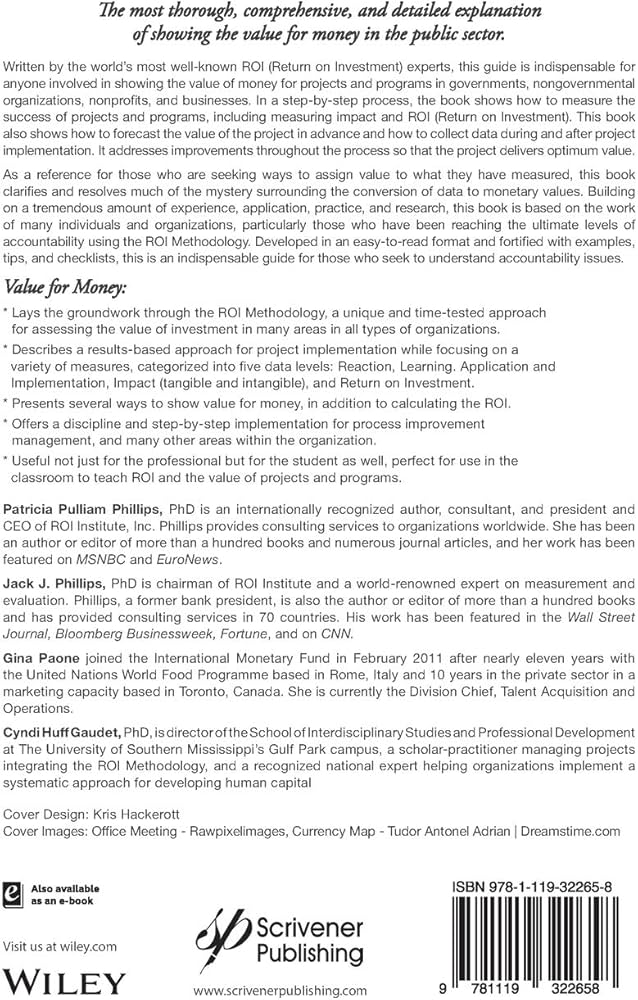 The most thorough, comprehensive, and detailed explanation
of showing the value for money in the public sector.
Written by the world's most well-known ROI (Return on Investment) experts, this guide is indispensable for
anyone involved in showing the value of money for projects and programs in governments, nongovernmental
organizations, nonprofits, and businesses. In a step-by-step process, the book shows how to measure the
success of projects and programs, including measuring impact and ROI (Return on Investment). This book
also shows how to forecast the value of the project in advance and how to collect data during and after project
implementation. It addresses improvements throughout the process so that the project delivers optimum value.
As a reference for those who are seeking ways to assign value to what they have measured, this book
clarifies and resolves much of the mystery surrounding the conversion of data to monetary values. Building
on a tremendous amount of experience, application, practice, and research, this book is based on the work
of many individuals and organizations, particularly those who have been reaching the ultimate levels of
accountability using the ROI Methodology. Developed in an easy-to-read format and fortified with examples,
tips, and checklists, this is an indispensable guide for those who seek to understand accountability issues.
Value for Money:
* Lays the groundwork through the ROI Methodology, a unique and time-tested approach
for assessing the value of investment in many areas in all types of organizations.
* Describes a results-based approach for project implementation while focusing on a
variety of measures, categorized into five data levels: Reaction, Learning. Application and
Implementation, Impact (tangible and intangible), and Return on Investment.
* Presents several ways to show value for money, in addition to calculating the ROI.
* Offers a discipline and step-by-step implementation for process improvement
management, and many other areas within the organization.
* Useful not just for the professional but for the student as well, perfect for use in the
classroom to teach ROI and the value of projects and programs.
Patricia Pulliam Phillips, PhD is an internationally recognized author, consultant, and president and
CEO of ROI Institute, Inc. Phillips provides consulting services to organizations worldwide. She has been
an author or editor of more than a hundred books and numerous journal articles, and her work has been
featured on MSNBC and EuroNews.
Jack J. Phillips, PhD is chairman of ROI Institute and a world-renowned expert on measurement and
evaluation. Phillips, a former bank president, is also the author or editor of more than a hundred books
and has provided consulting services in 70 countries. His work has been featured in the Wall Street
Journal, Bloomberg Businessweek, Fortune, and on CNN.
Gina Paone joined the International Monetary Fund in February 2011 after nearly eleven years with
the United Nations World Food Programme based in Rome, Italy and 10 years in the private sector in a
marketing capacity based in Toronto, Canada. She is currently the Division Chief, Talent Acquisition and
Operations.
Cyndi Huff Gaudet, PhD, is director of the School of Interdisciplinary Studies and Professional Development
at The University of Southern Mississippi's Gulf Park campus, a scholar-practitioner managing projects
integrating the ROI Methodology, and a recognized national expert helping organizations implement a
systematic approach for developing human capital
Cover Design: Kris Hackerott
Cover Images: Office Meeting - Rawpixelimages, Currency Map - Tudor Antonel Adrian | Dreamstime.com
e
Also available
as an e-book
Visit us at wiley.com
WILEY
Scrivener
Publishing
www.scrivenerpublishing.com
ISBN 978-1-119-32265-8
9 781119 322658